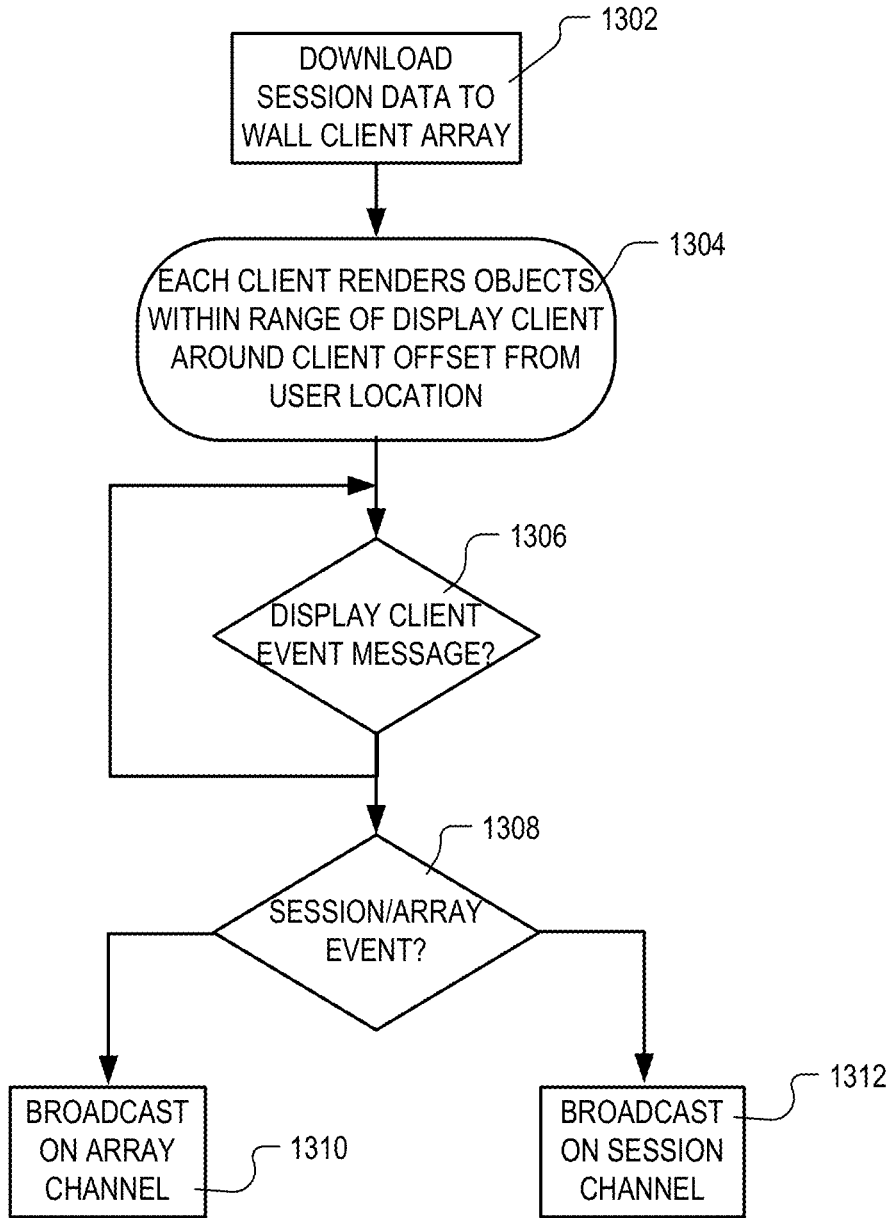 1302
DOWNLOAD
SESSION DATA TO
WALL CLIENT ARRAY
1304
EACH CLIENT RENDERS OBJECTS
WITHIN RANGE OF DISPLAY CLIENT
AROUND CLIENT OFFSET FROM
USER LOCATION
1306
DISPLAY CLIENT
EVENT MESSAGE?
1308
SESSION/ARRAY
EVENT?
BROADCAST
ON ARRAY
CHANNEL
1310
1312
BROADCAST
ON SESSION
CHANNEL